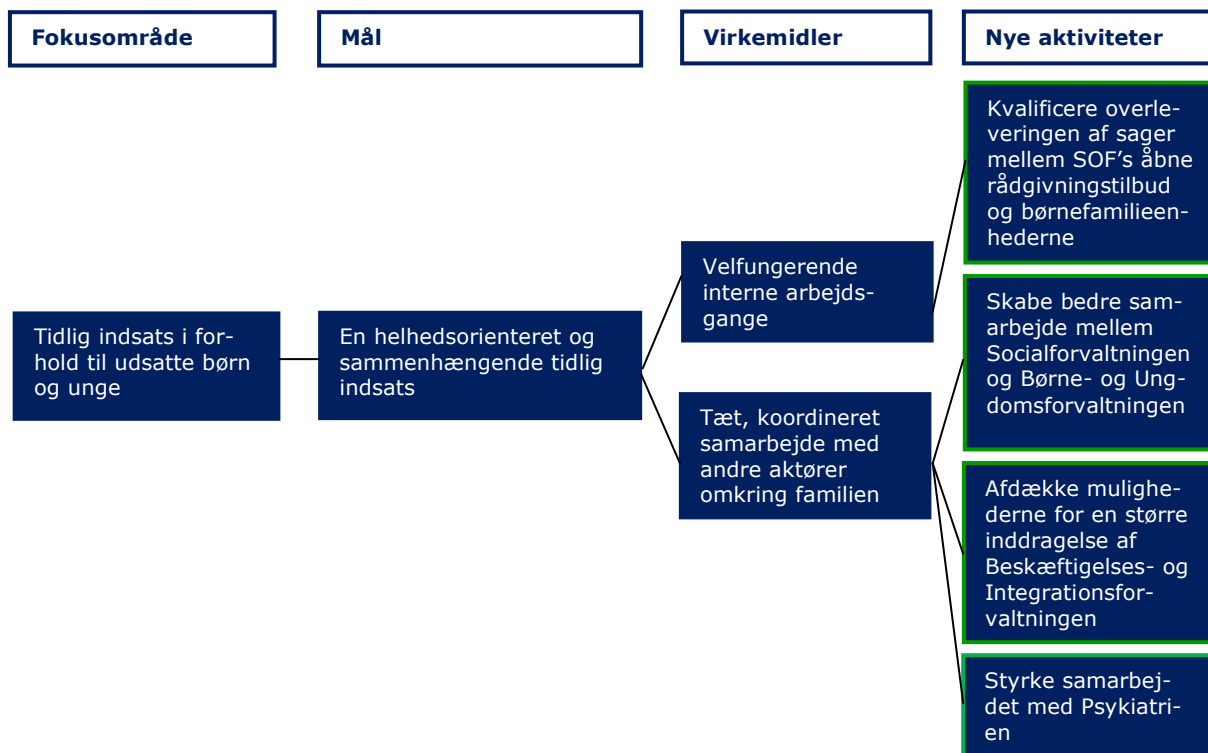 Fokusområde
Mål
Virkemidler
Nye aktiviteter
Tidlig indsats i for-
hold til udsatte børn
og unge
En helhedsorienteret og
sammenhængende tidlig
indsats
Velfungerende
interne arbejds-
gange
Tæt, koordineret
samarbejde med
andre aktører
omkring familien
Kvalificere overle-
veringen af sager
mellem SOF’s åbne
rådgivningstilbud
og børnefamilieen-
hederne
Skabe bedre sam-
arbejde mellem
Socialforvaltningen
og Børne- og Ung-
domsforvaltningen
Afdække mulighe-
derne for en større
inddragelse af
Beskæftigelses- og
Integrationsfor-
valtningen
Styrke samarbej-
det med Psykiatri-
en